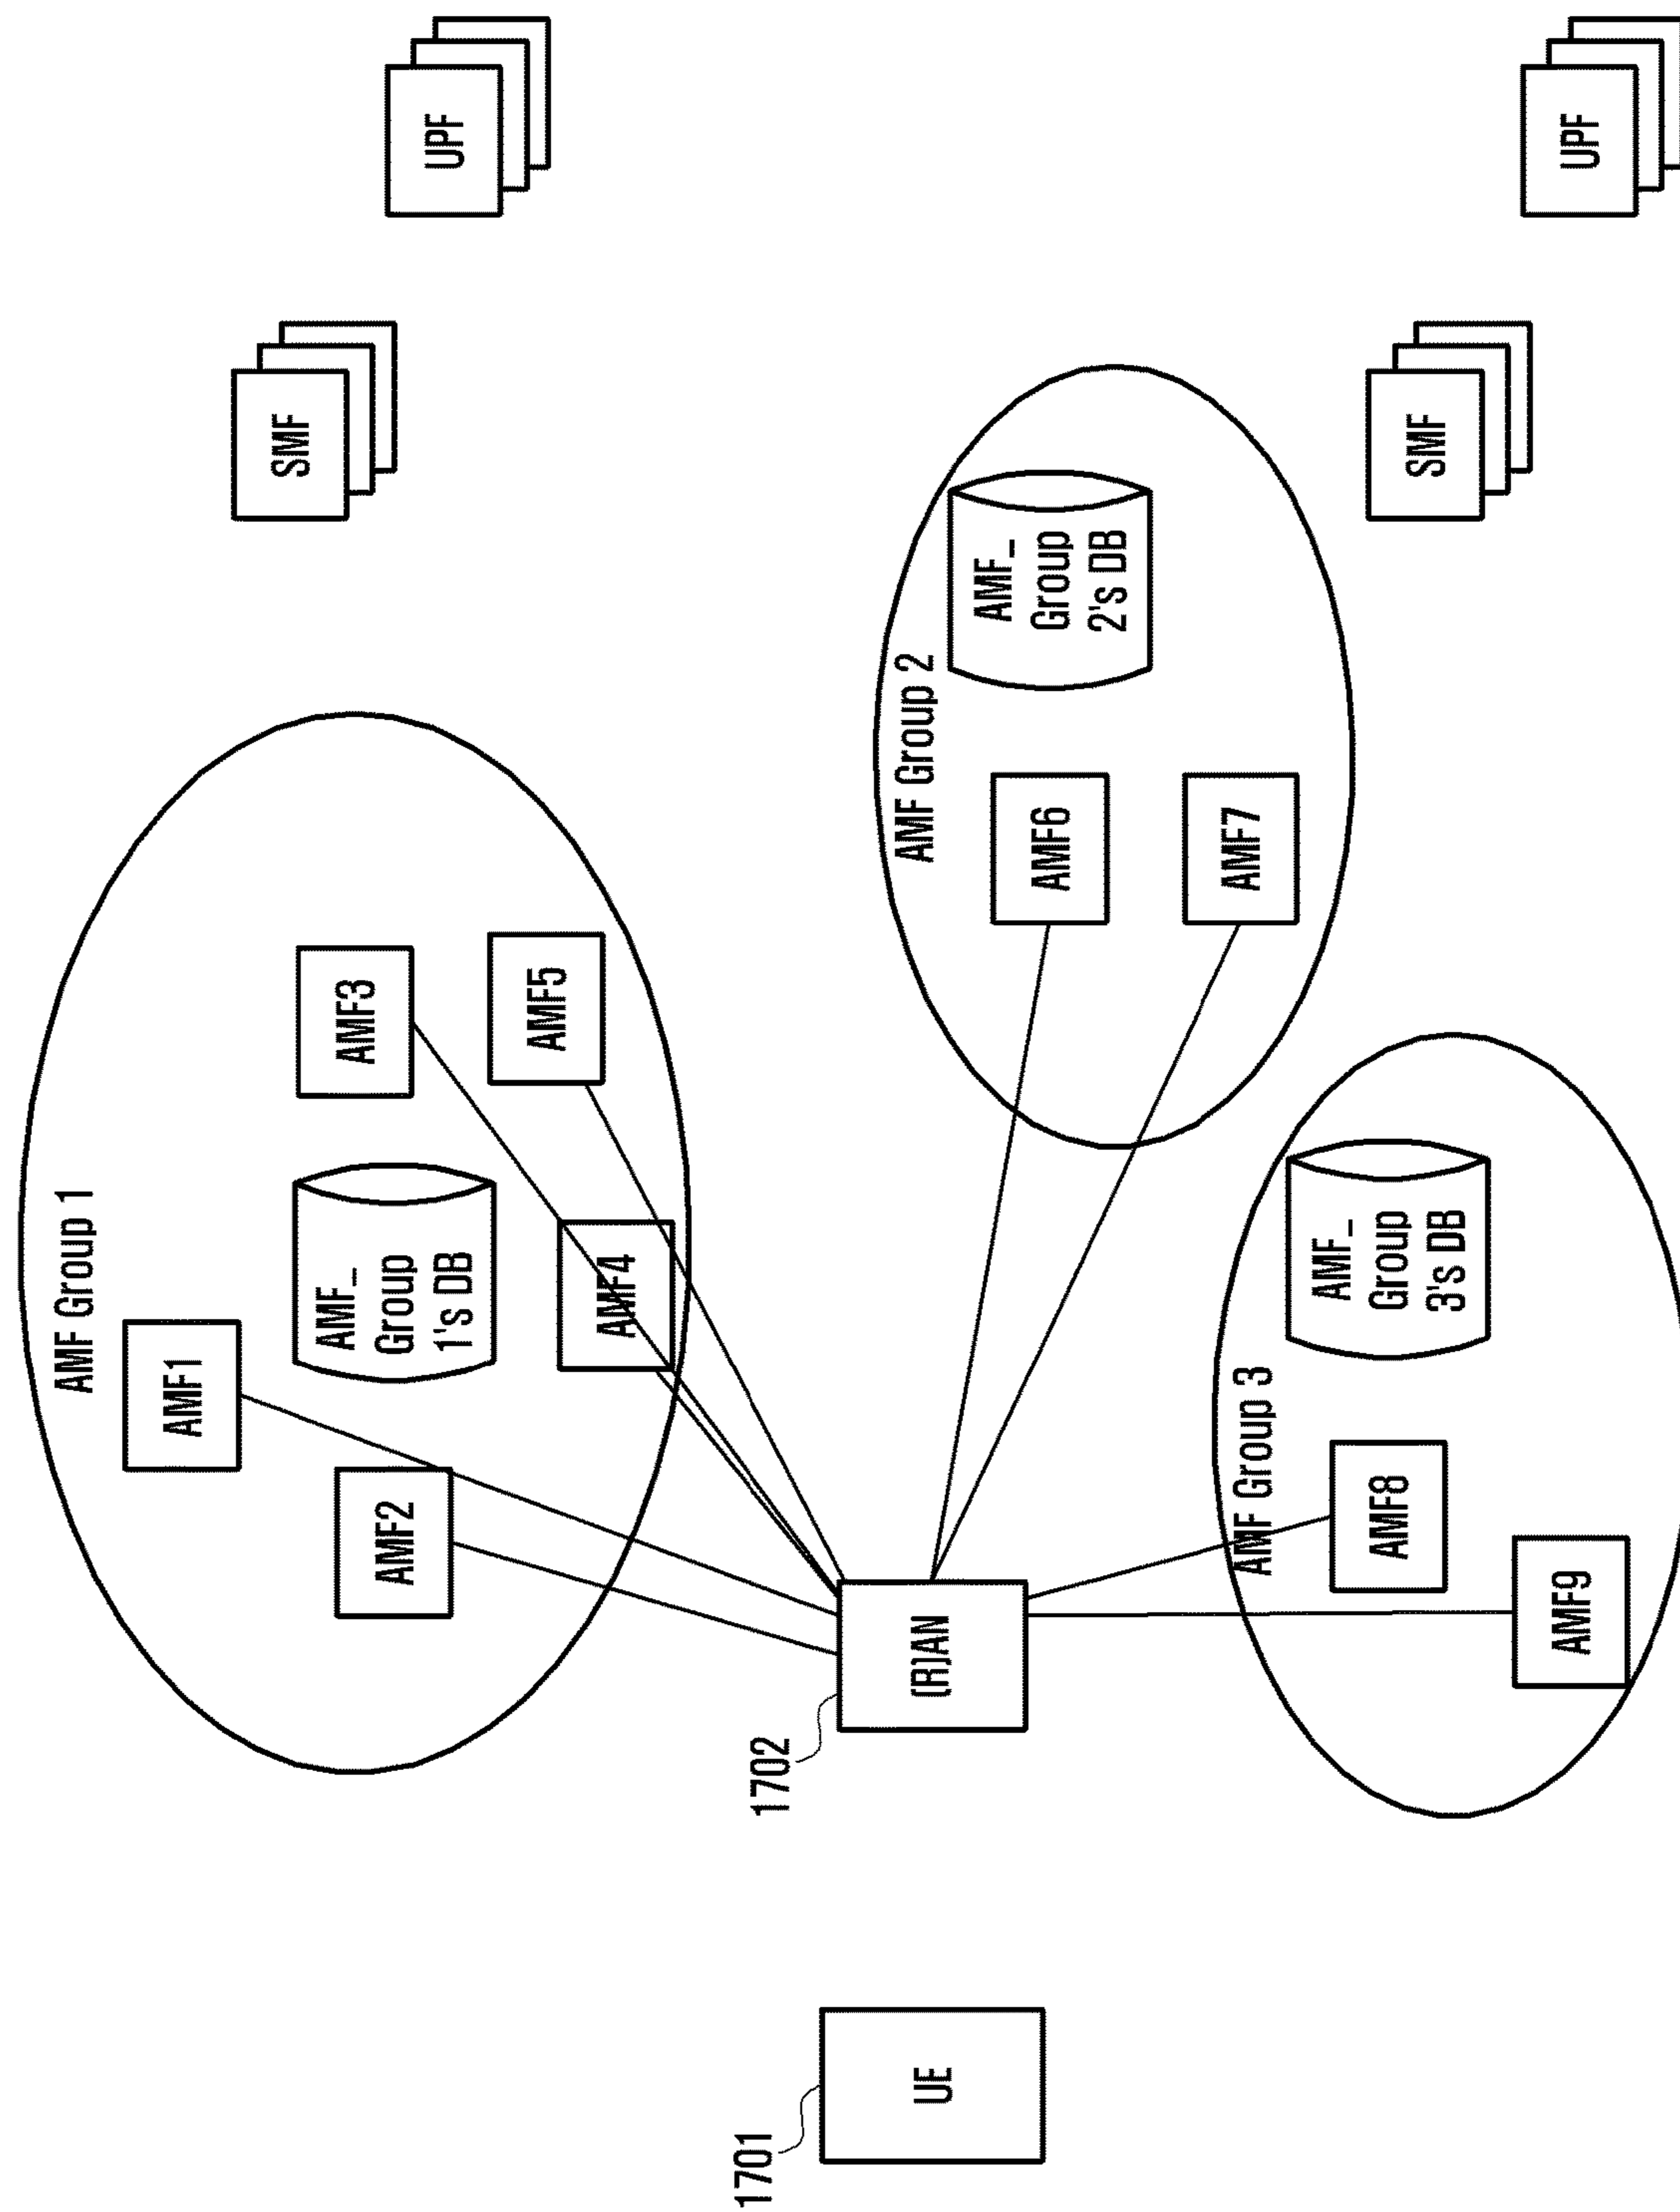 AMF Group 1
AMF1
AMF2
AMF_
Group
1's DB
AMF3
AMF4
AMF5
SMF
UPF
1701
UE
1702
(R)AN
AMF Group 2
AMF6
AMF7
AMF_
Group
2's DB
AMF Group 3
AMF8
AMF9
AMF_
Group
3's DB
SMF
UPF